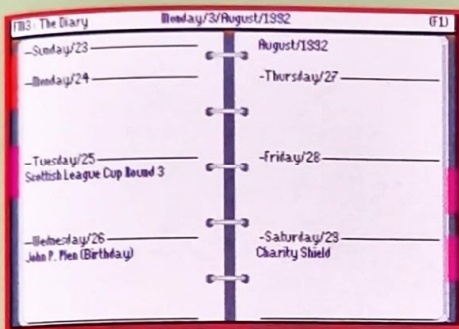 FM3: The Diary
Monday/3/August/1992
(F1)
-Sunday/23
-Monday/24
-Tuesday/25
Scottish League Cup Round 3
-Wednesday/26
John P. Men (Birthday)
August/1992
-Thursday/27
-Friday/28
-Saturday/29
Charity Shield